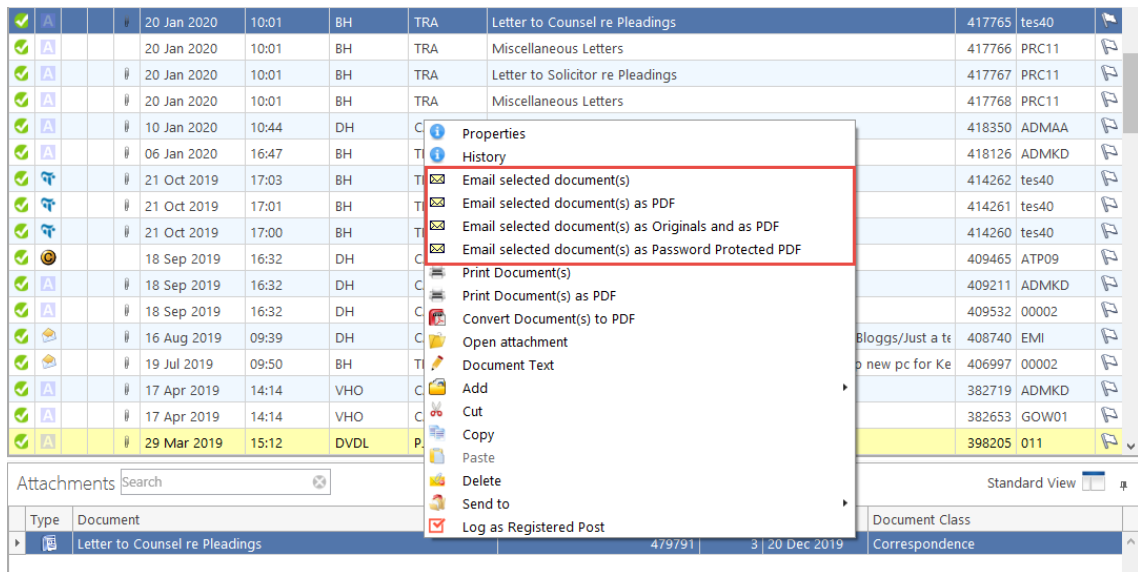 A 20 Jan 2020 10:01 BH TRA Letter to Counsel re Pleadings 417765 tes40
A 20 Jan 2020 10:01 BH TRA Miscellaneous Letters 417766 PRC11
A 20 Jan 2020 10:01 BH TRA Letter to Solicitor re Pleadings 417767 PRC11
A 20 Jan 2020 10:01 BH TRA Miscellaneous Letters 417768 PRC11
A 10 Jan 2020 10:44 DH C 418350 ADMAA
Properties
A 06 Jan 2020 16:47 BH TI 418126 ADMKD
History
21 Oct 2019 17:03 BH TI 414262 tes40
Email selected document(s)
21 Oct 2019 17:01 BH TI 414261 tes40
Email selected document(s) as PDF
21 Oct 2019 17:00 BH TI 414260 tes40
Email selected document(s) as Originals and as PDF
C 18 Sep 2019 16:32 DH C 409465 ATP09
Email selected document(s) as Password Protected PDF
A 18 Sep 2019 16:32 DH C 409211 ADMKD
Print Document(s)
A 18 Sep 2019 16:32 DH C 409532 00002
Print Document(s) as PDF
Convert Document(s) to PDF
16 Aug 2019 09:39 DH C Bloggs/Just a te 408740 EMI
Open attachment
19 Jul 2019 09:50 BH TI o new pc for Ke 406997 00002
Document Text
A 17 Apr 2019 14:14 VHO C 382719 ADMKD
Add
A 17 Apr 2019 14:14 VHO C 382653 GOW01
Cut
A 29 Mar 2019 15:12 DVDL P. 398205 011
Copy
Paste
Attachments Search Standard View
Delete
Send to
Type Document Document Class
Log as Registered Post
Letter to Counsel re Pleadings 479791 3 20 Dec 2019 Correspondence